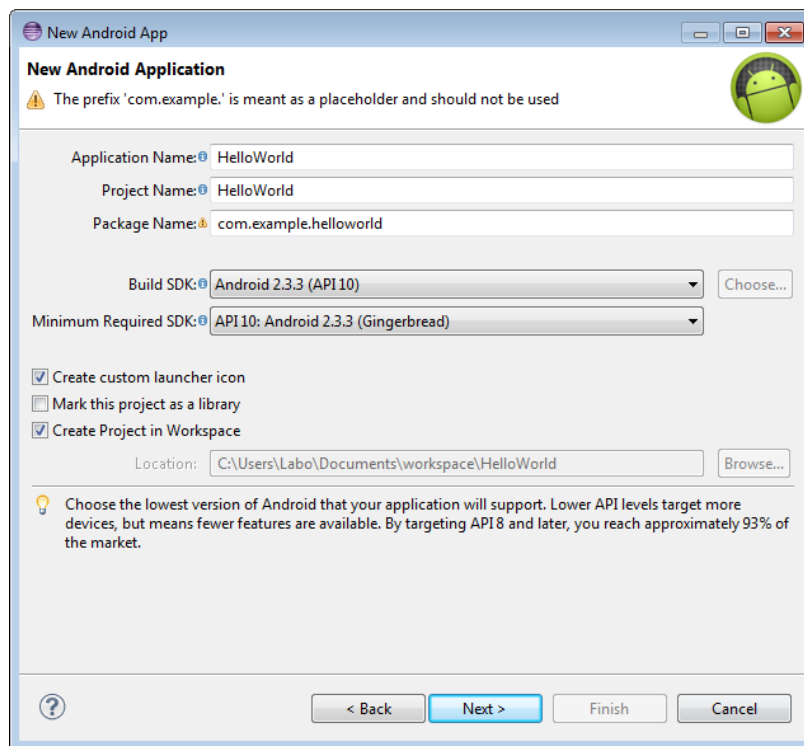 New Android App
New Android Application
The prefix 'com.example.' is meant as a placeholder and should not be used
Application Name: HelloWorld
Project Name: HelloWorld
Package Name: com.example.helloworld
Build SDK: Android 2.3.3 (API 10) Choose...
Minimum Required SDK: API 10: Android 2.3.3 (Gingerbread)
Create custom launcher icon
Mark this project as a library
Create Project in Workspace
Location: C:\Users\Labo\Documents\workspace\HelloWorld Browse...
Choose the lowest version of Android that your application will support. Lower API levels target more
devices, but means fewer features are available. By targeting API 8 and later, you reach approximately 93% of
the market.
? < Back Next > Finish Cancel